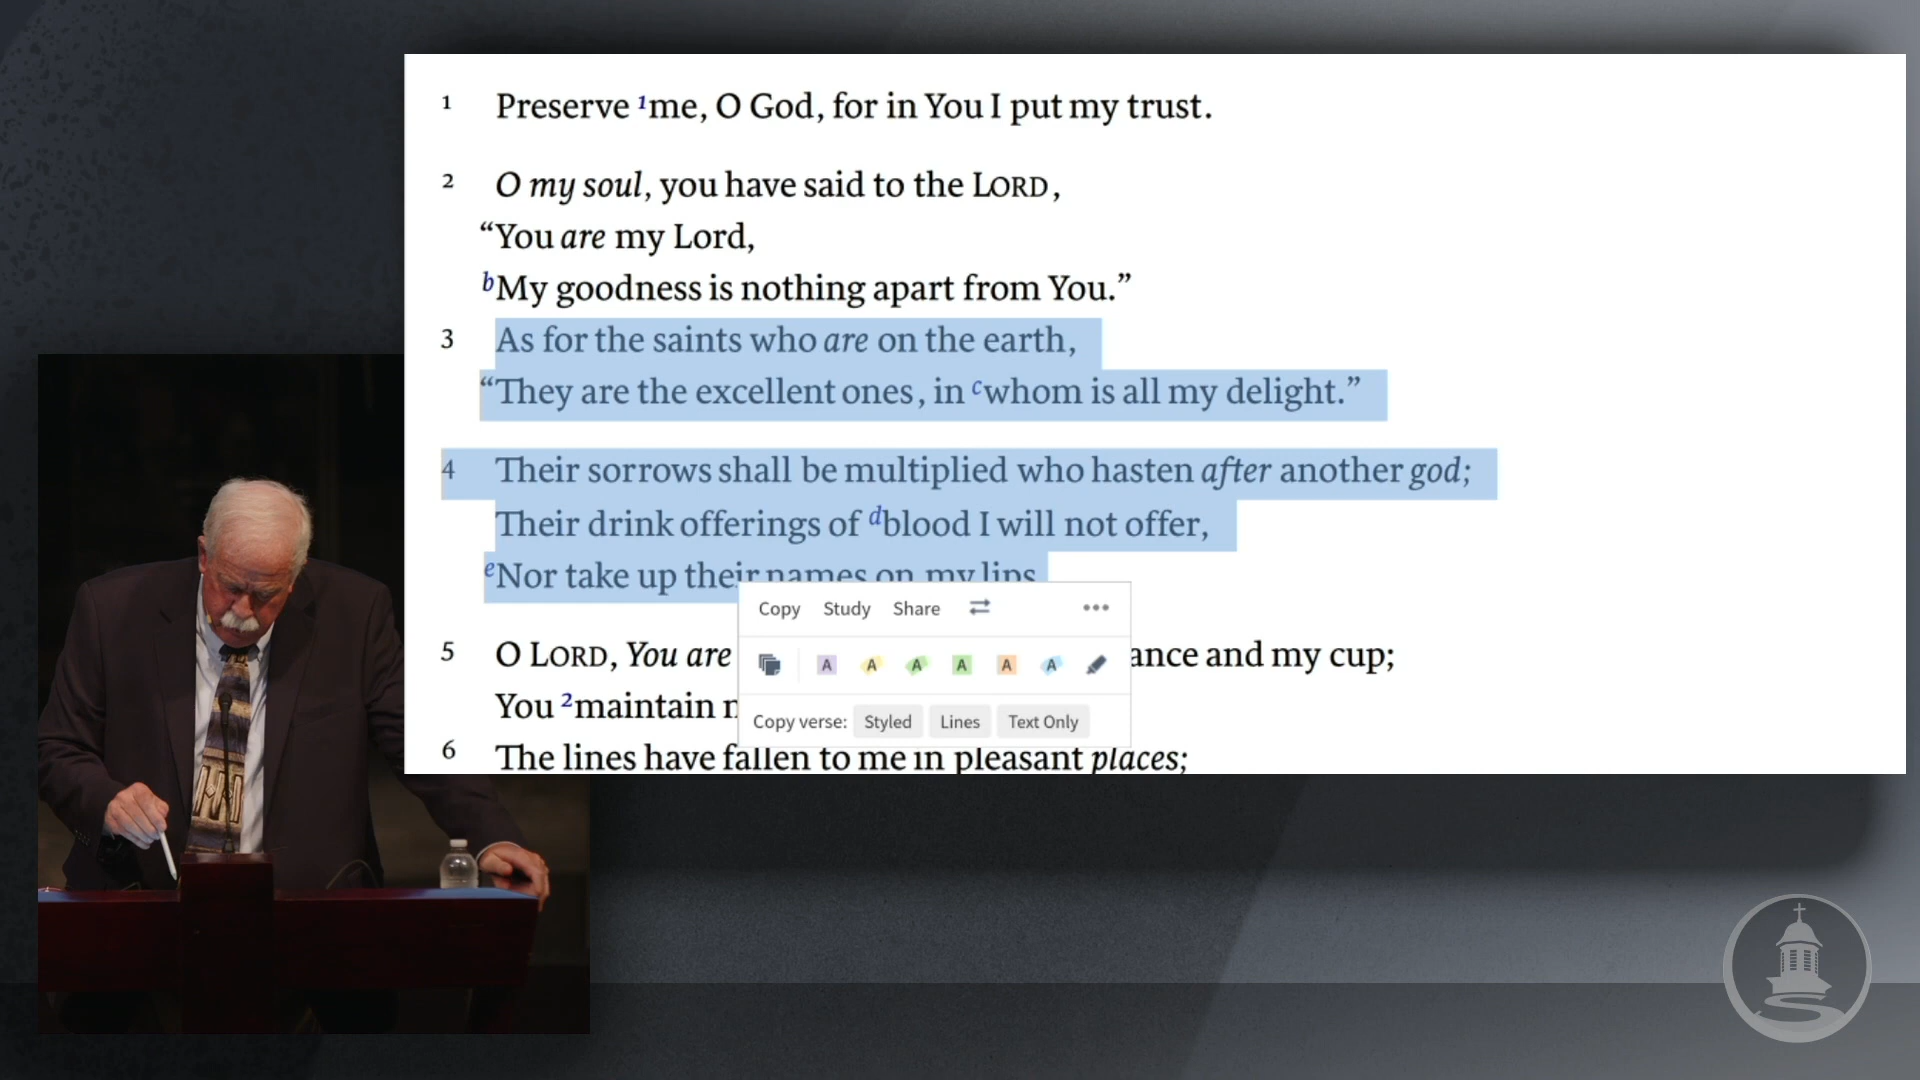 1 Preserve 1me, O God, for in You I put my trust.
2 O my soul, you have said to the LORD,
“You are my Lord,
bMy goodness is nothing apart from You.”
3 As for the saints who are on the earth,
“They are the excellent ones, in cwhom is all my delight.”
4 Their sorrows shall be multiplied who hasten after another god;
Their drink offerings of dblood I will not offer,
eNor take up their names on my lips
Copy Study Share •••
A A A A A A
5 O LORD, You are ance and my cup;
You 2maintain
Copy verse: Styled Lines Text Only
6 The lines have fallen to me in pleasant places;